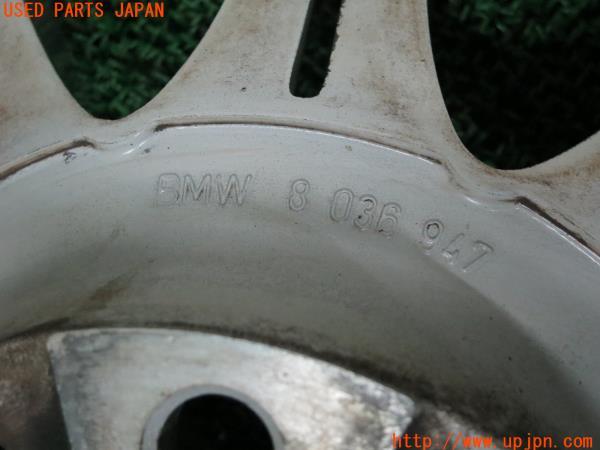 USED PARTS JAPAN
BMW 8 036 947
http://www.upjpn.com/